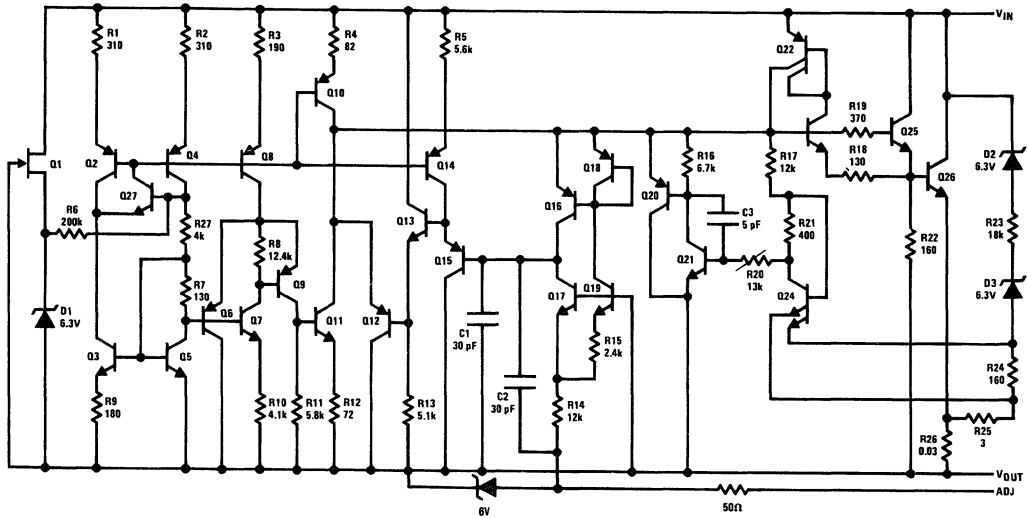 R1
310
R2
310
R3
190
R4
82
R5
5.6k
VIN
Q22
R19
370
Q25
R18
130
Q10
Q1
Q2
Q4
Q8
Q14
Q18
R16
6.7k
R17
12k
Q26
D2
6.3V
Q27
R6
200k
R27
4k
Q13
Q16
Q20
C3
5 pF
R21
400
R22
160
R23
18k
R8
12.4k
Q15
Q21
R20
13k
R7
130
Q9
Q17
Q19
Q24
D3
6.3V
D1
6.3V
Q6
Q7
Q11
Q12
C1
30 pF
R15
2.4k
Q3
Q5
R24
160
R9
180
R10
4.1k
R11
5.8k
R12
72
R13
5.1k
C2
30 pF
R14
12k
R25
3
R26
0.03
VOUT
ADJ
6V
50Ω